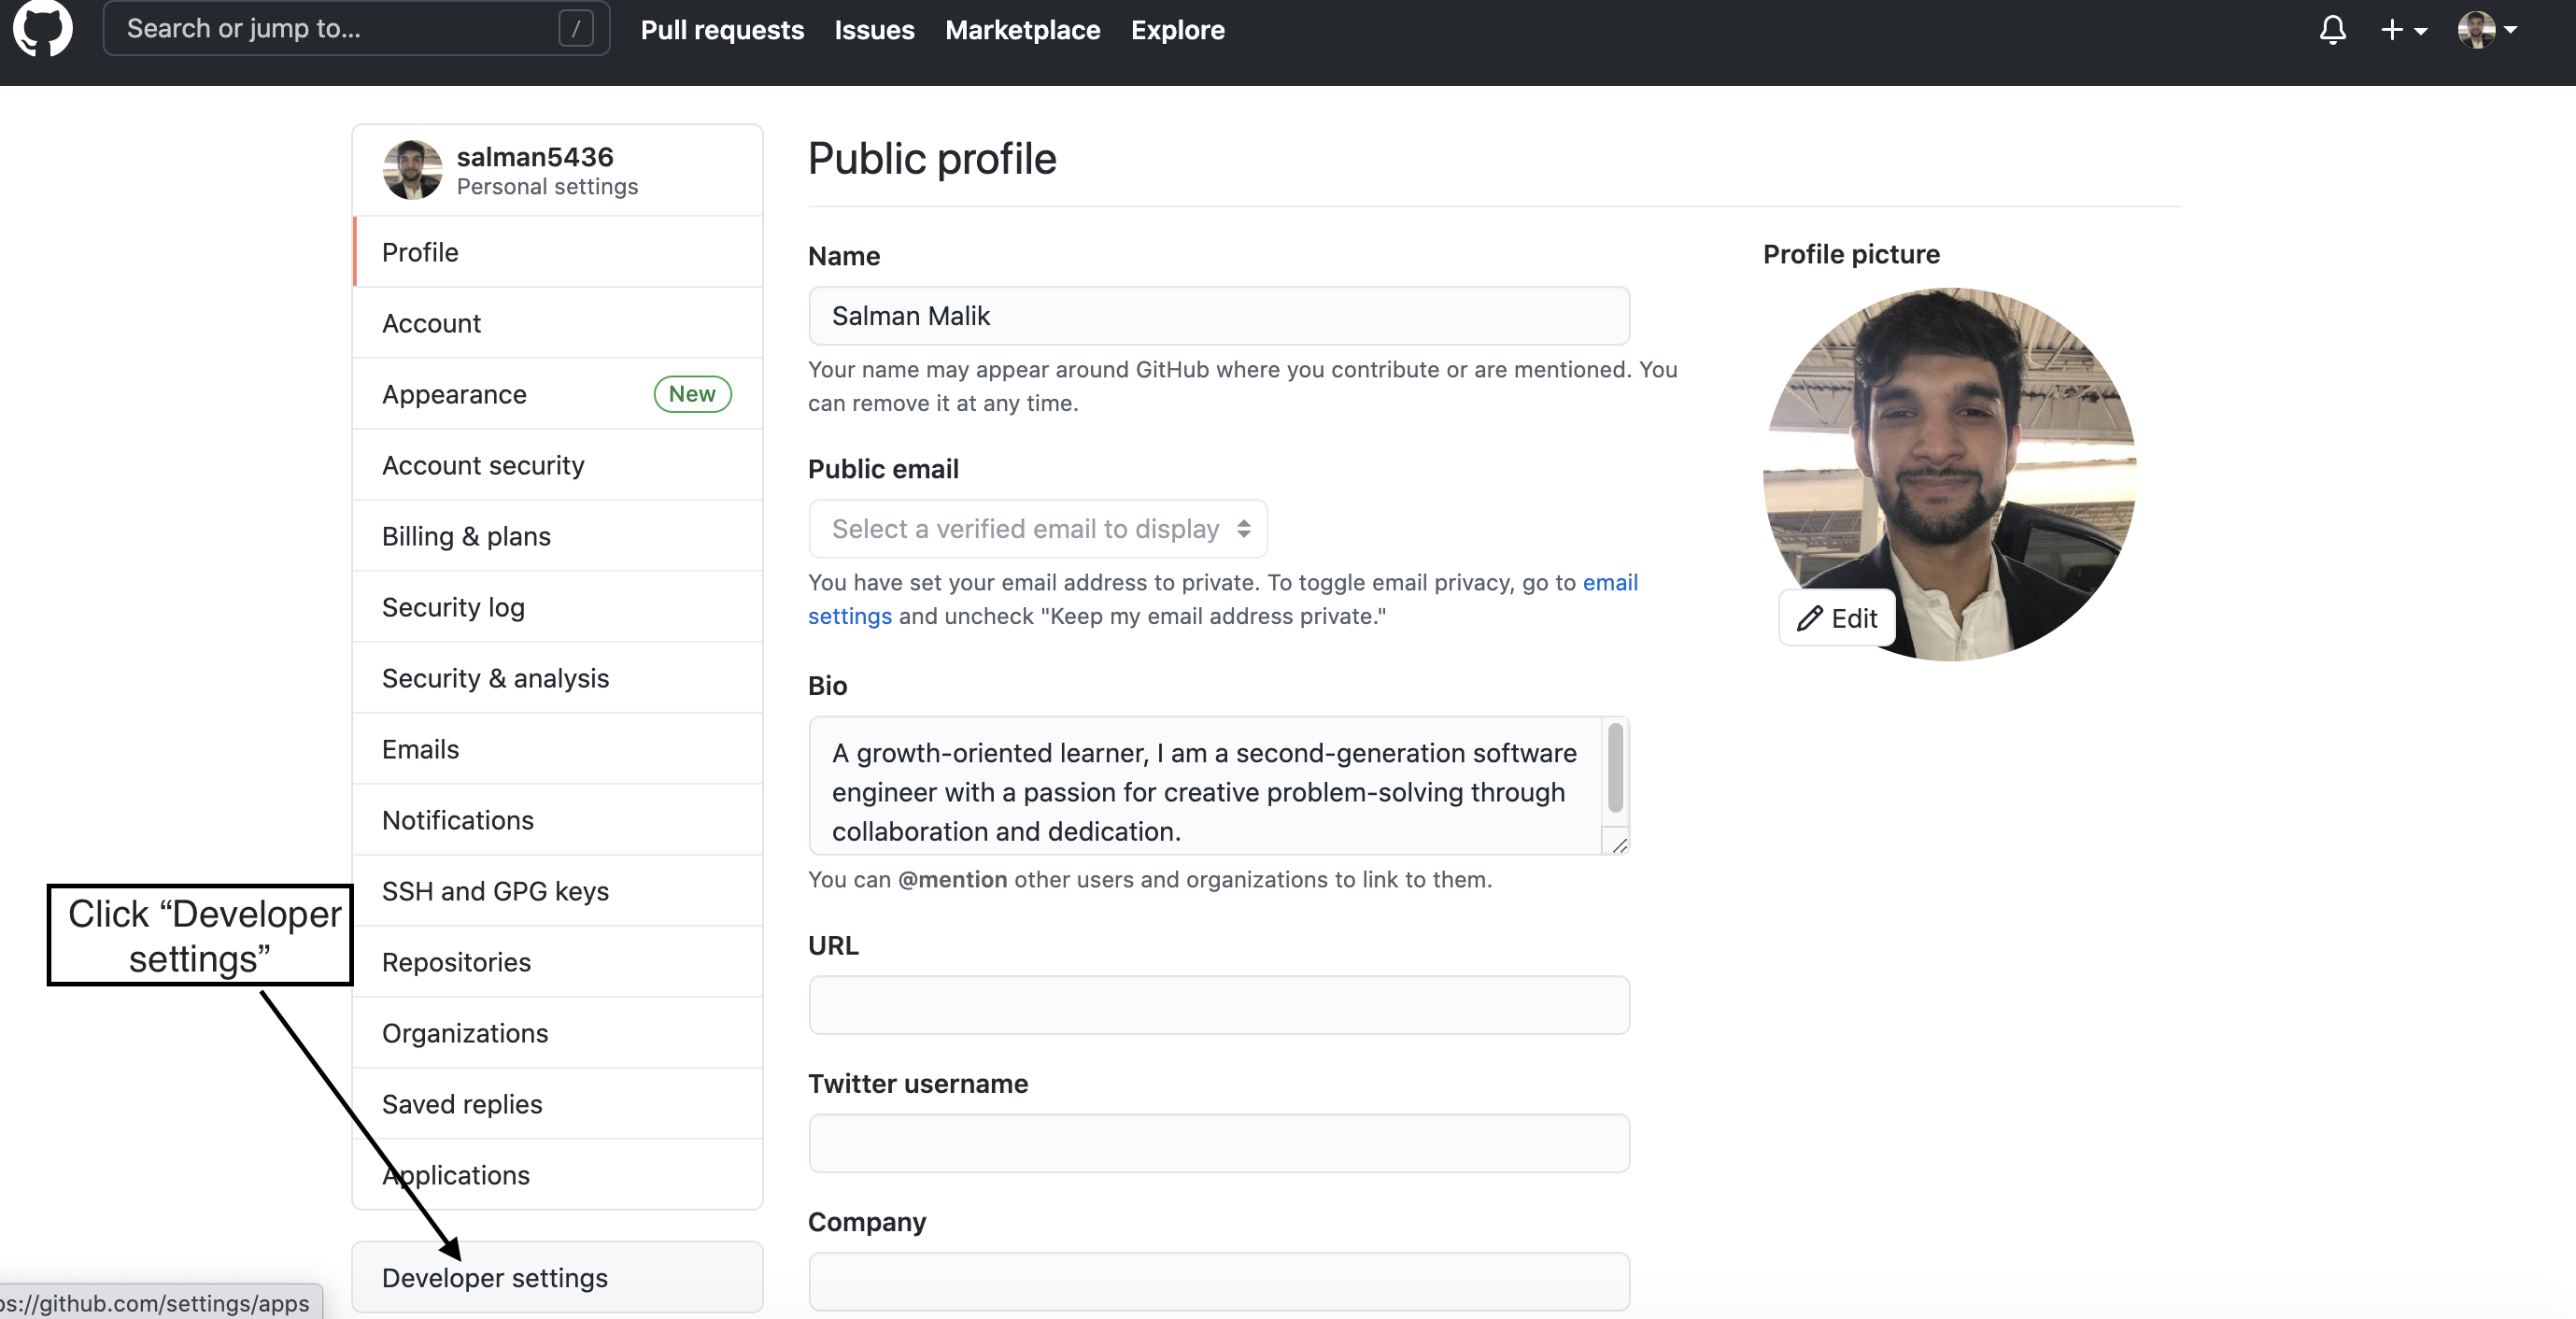 Search or jump to...
/
Pull requests
Issues
Marketplace
Explore
salman5436
Personal settings
Profile
Account
Appearance
New
Account security
Billing & plans
Security log
Security & analysis
Emails
Notifications
SSH and GPG keys
Repositories
Organizations
Saved replies
Applications
Developer settings
Click “Developer
settings”
ps://github.com/settings/apps
Public profile
Name
Salman Malik
Your name may appear around GitHub where you contribute or are mentioned. You
can remove it at any time.
Public email
Select a verified email to display
You have set your email address to private. To toggle email privacy, go to email
settings and uncheck "Keep my email address private."
Bio
A growth-oriented learner, I am a second-generation software
engineer with a passion for creative problem-solving through
collaboration and dedication.
You can @mention other users and organizations to link to them.
URL
Twitter username
Company
Profile picture
Edit